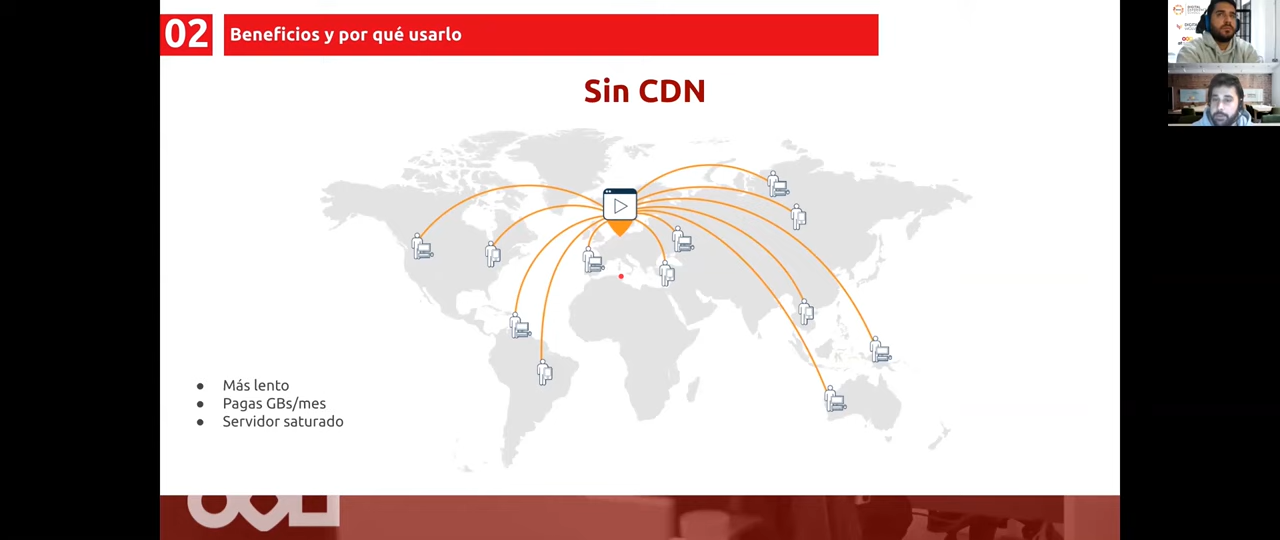 02
Beneficios y por qué usarlo
Sin CDN
Más lento
Pagas GBs/mes
Servidor saturado